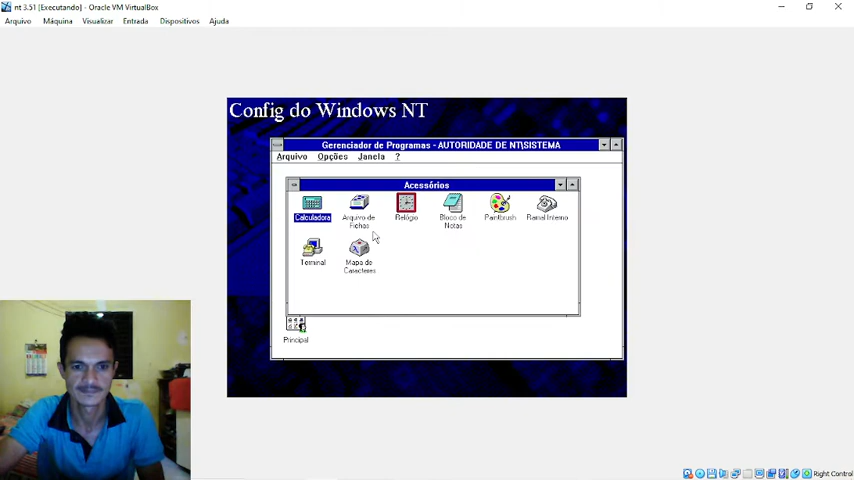 nt 3.51 [Executando] - Oracle VM VirtualBox
Arquivo Máquina Visualizar Entrada Dispositivos Ajuda
Config do Windows NT
Gerenciador de Programas - AUTORIDADE DE NT\SISTEMA
Arquivo Opções Janela ?
Acessórios
Calculadora
Arquivo de
Fichas
Relógio
Bloco de
Notas
Paintbrush
Ramal Interno
Terminal
Mapa de
Caracteres
Principal
Right Control